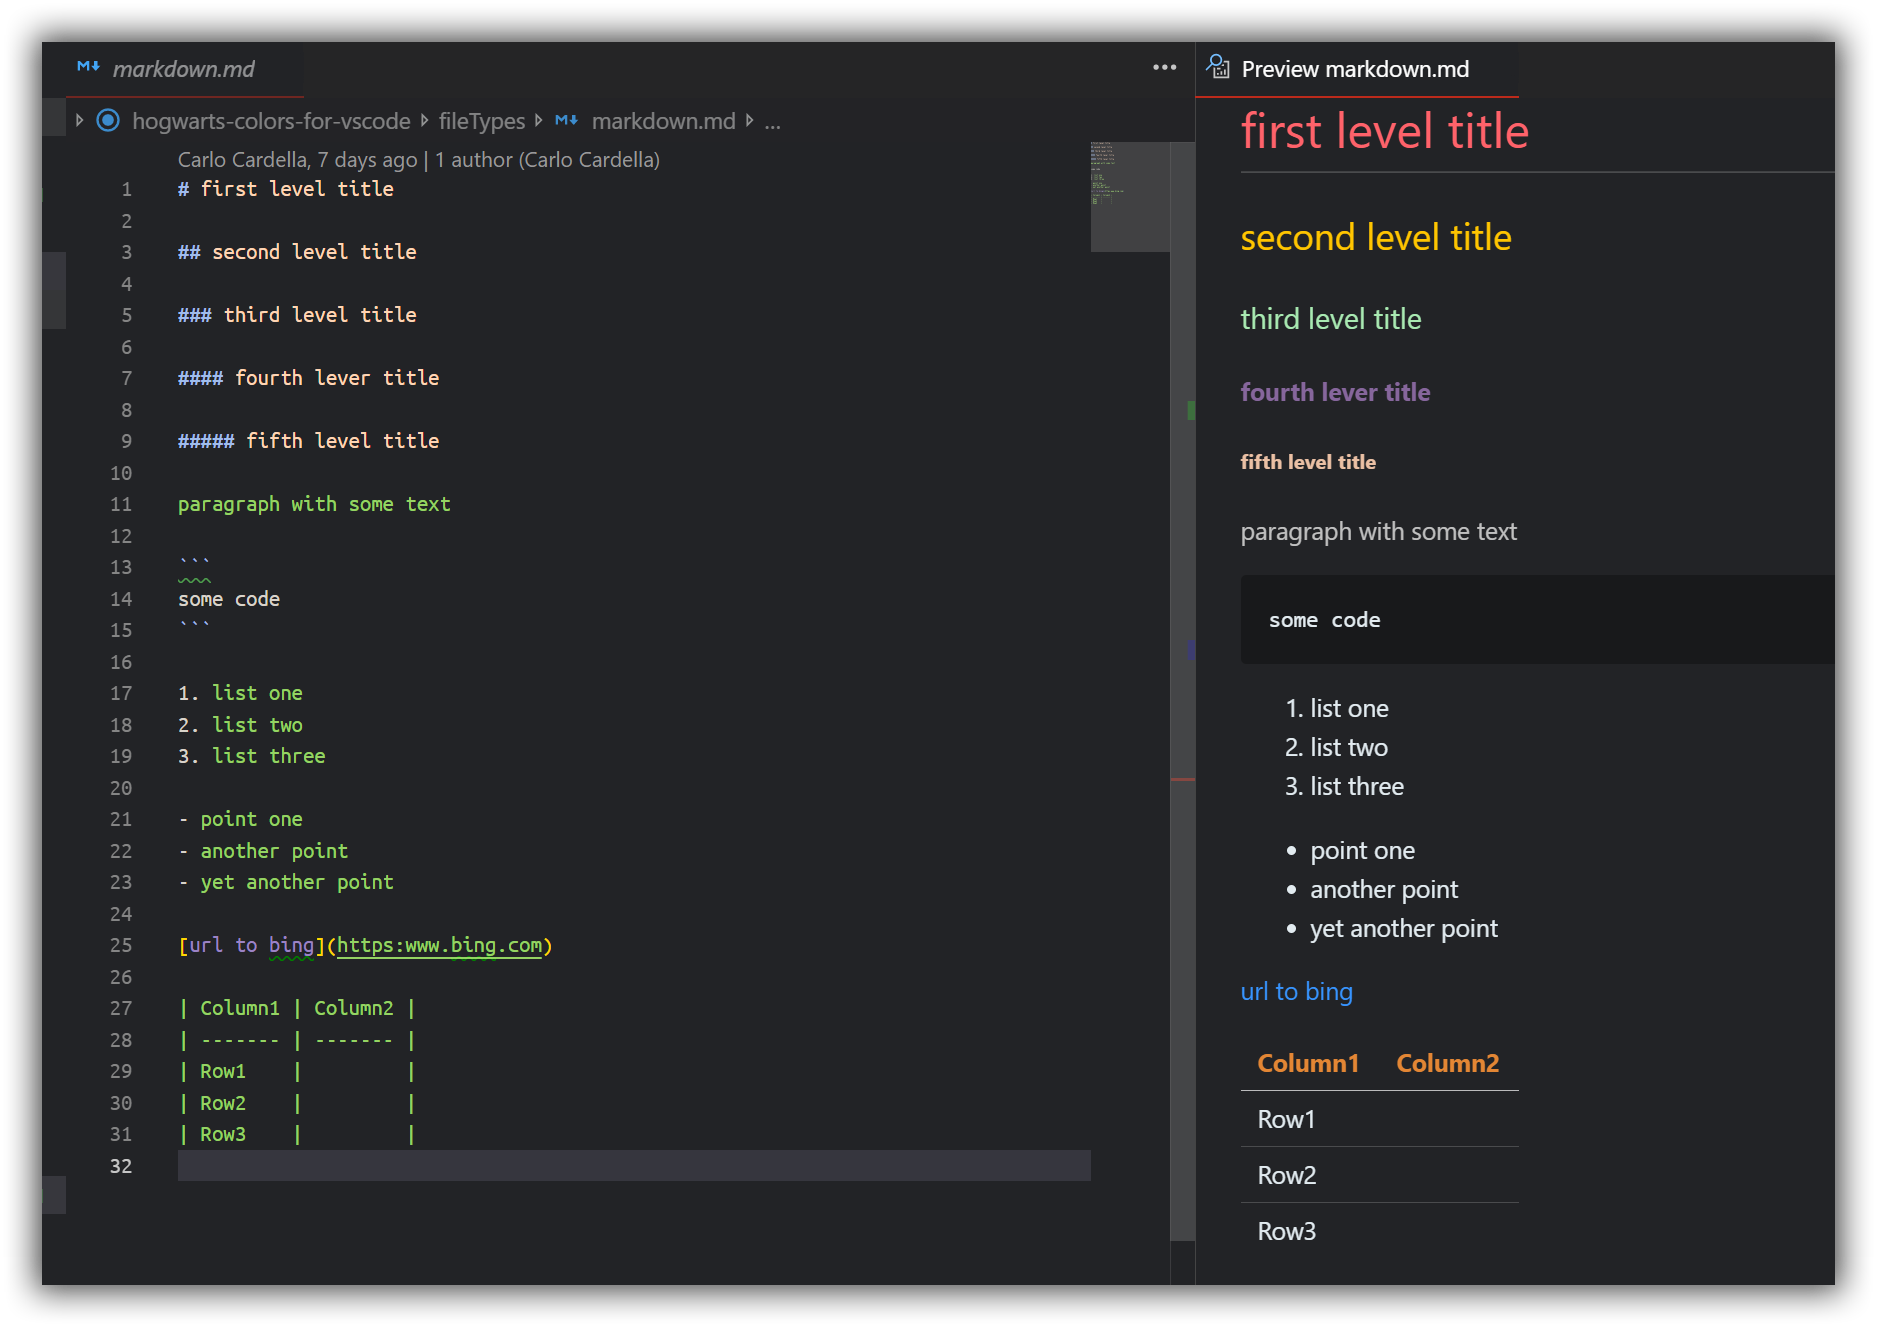 markdown.md
hogwarts-colors-for-vscode fileTypes markdown.md ...
Carlo Cardella, 7 days ago | 1 author (Carlo Cardella)
1 # first level title
2
3 ## second level title
4
5 ### third level title
6
7 #### fourth lever title
8
9 ##### fifth level title
10
11 paragraph with some text
12
13 ```
14 some code
15 ```
16
17 1. list one
18 2. list two
19 3. list three
20
21 - point one
22 - another point
23 - yet another point
24
25 [url to bing](https:www.bing.com)
26
27 | Column1 | Column2 |
28 | ------- | ------- |
29 | Row1 | |
30 | Row2 | |
31 | Row3 | |
32
Preview markdown.md
first level title
second level title
third level title
fourth lever title
fifth level title
paragraph with some text
some code
1. list one
2. list two
3. list three
• point one
• another point
• yet another point
url to bing
Column1 Column2
Row1
Row2
Row3